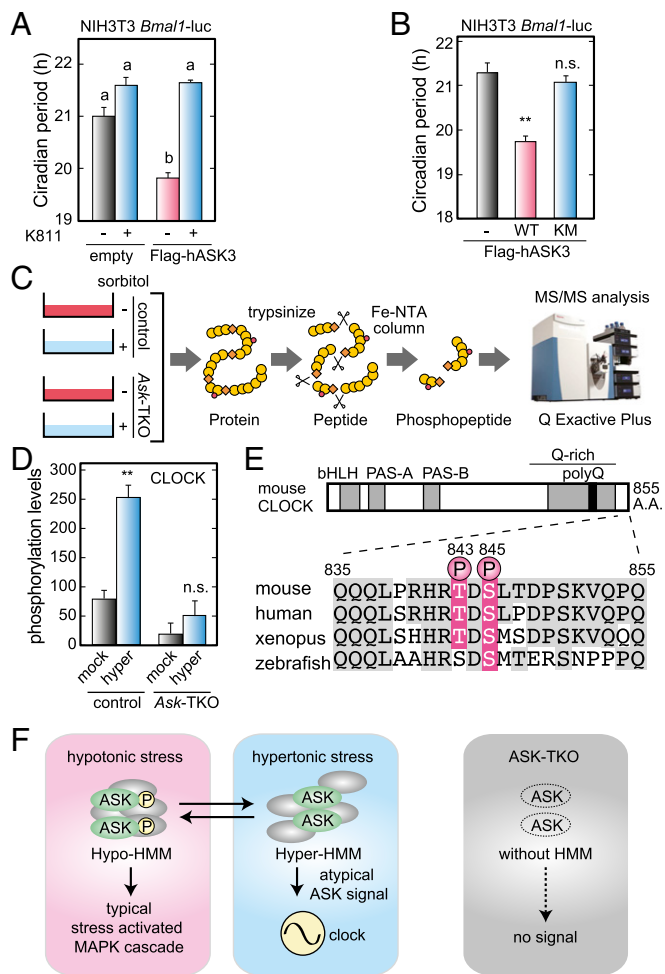 A
NIH3T3 Bmal1-luc
Ciradian period (h)
22
21
20
19
a
a
b
a
K811
- + - +
empty
Flag-hASK3
B
NIH3T3 Bmal1-luc
Circadian period (h)
22
21
20
19
**
n.s.
- WT KM
Flag-hASK3
C
sorbitol
-
+
control
-
+
Ask-TKO
trypsinize
Fe-NTA
column
MS/MS analysis
Protein
Peptide
Phosphopeptide
Q Exactive Plus
D
CLOCK
phosphorylation levels
300
250
200
150
100
50
0
**
n.s.
mock
hyper
mock
hyper
control
Ask-TKO
E
Q-rich
bHLH PAS-A PAS-B polyQ
mouse
CLOCK
855
A.A.
835 843 845 855
P P
mouse QQQLPRHRTDSLTDPSKVQPQ
human QQQLSRHRTDSLPDPSKVQPQ
xenopus QQQLSHHRTDSMSDPSKVQQQ
zebrafish QQQLAAHRSDSMTERSNPPPQ
F
hypotonic stress
ASK P
ASK P
Hypo-HMM
typical
stress activated
MAPK cascade
hypertonic stress
ASK
ASK
Hyper-HMM
atypical
ASK signal
clock
ASK-TKO
ASK
ASK
without HMM
no signal